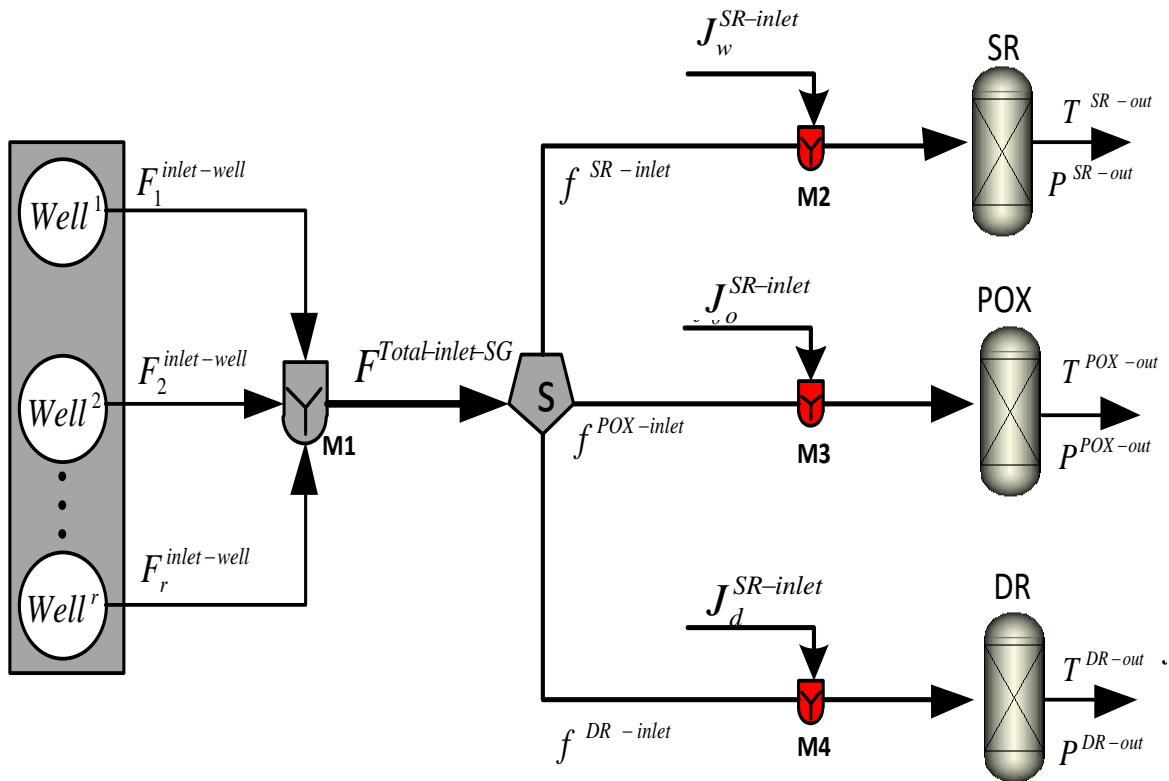 Well 1
F_1^{inlet-well}
Well 2
F_2^{inlet-well}
Well r
F_r^{inlet-well}
M1
F^{Total-inlet-SG}
S
J_w^{SR-inlet}
f^{SR-inlet}
M2
SR
T^{SR-out}
P^{SR-out}
J_o^{SR-inlet}
f^{POX-inlet}
M3
POX
T^{POX-out}
P^{POX-out}
J_d^{SR-inlet}
f^{DR-inlet}
M4
DR
T^{DR-out}
P^{DR-out}